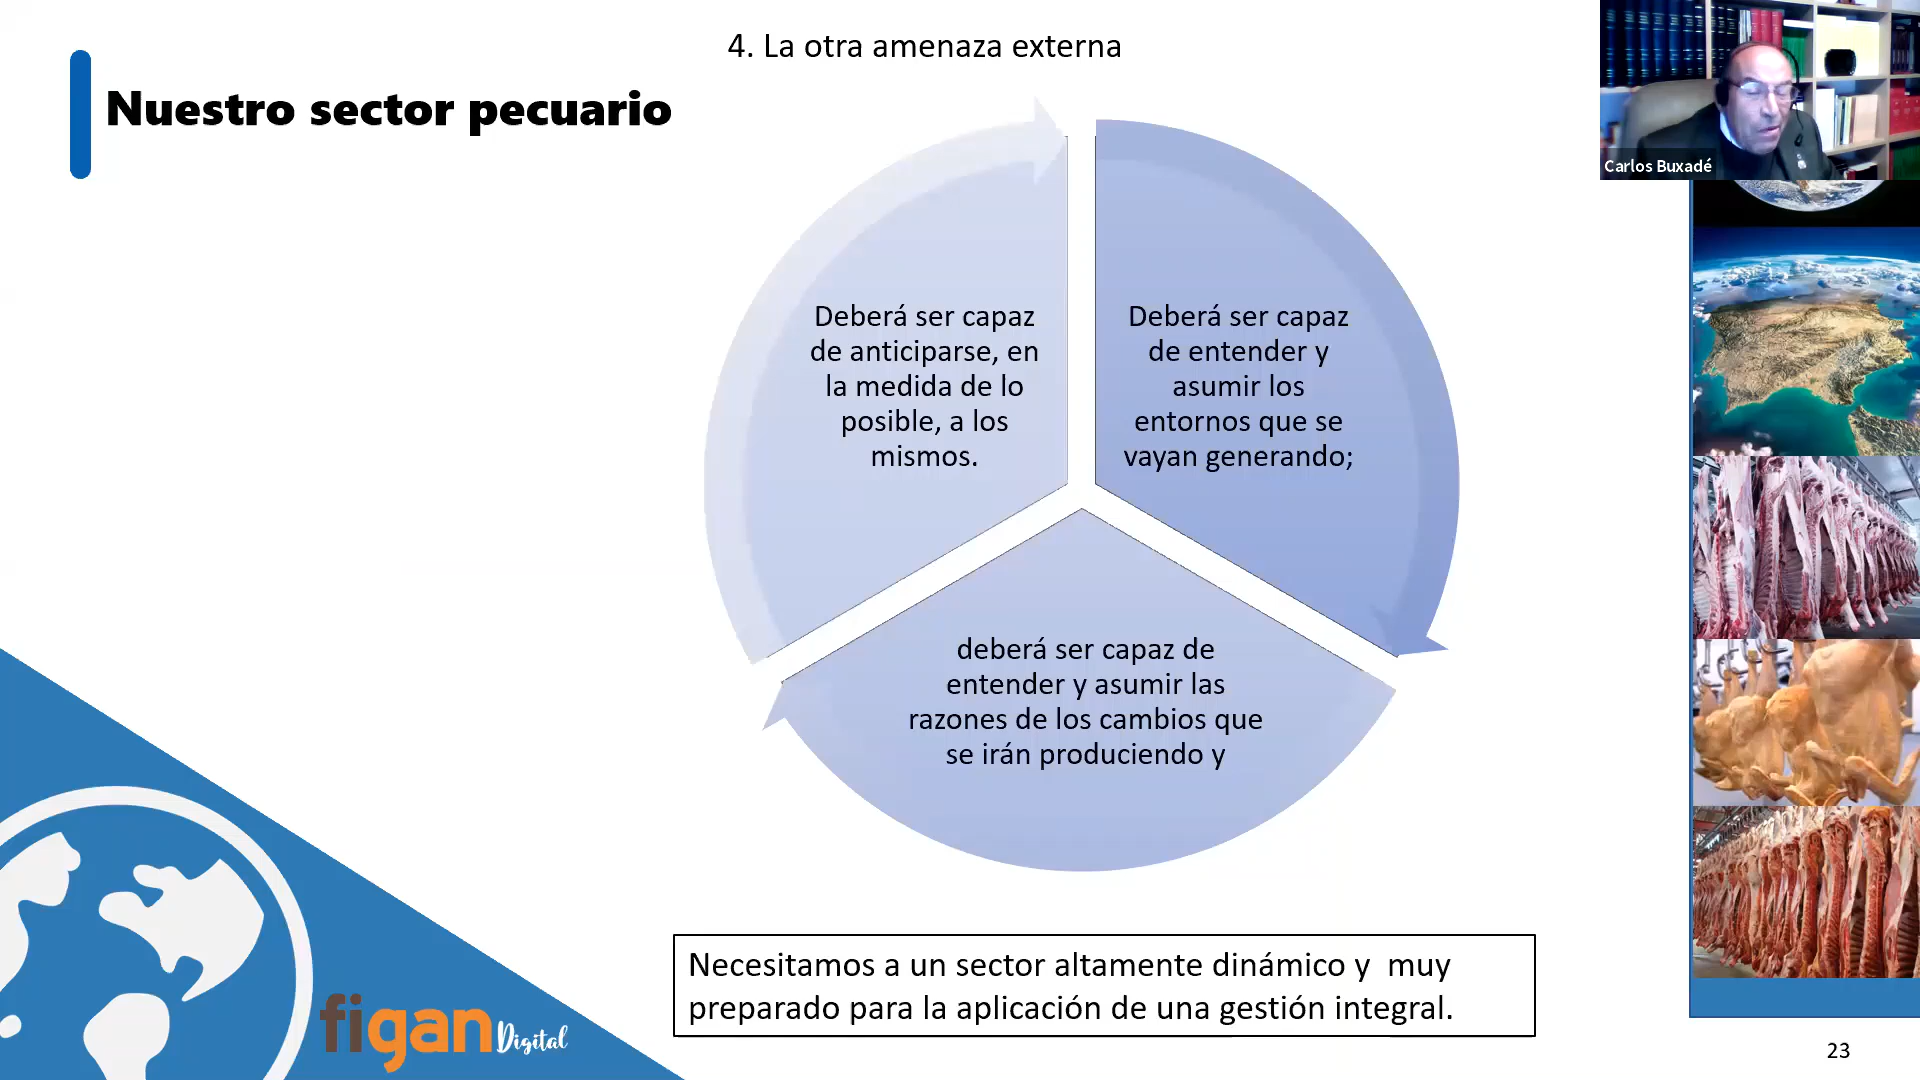 4. La otra amenaza externa
Nuestro sector pecuario
Carlos Buxadé
Deberá ser capaz
de anticiparse, en
la medida de lo
posible, a los
mismos.
Deberá ser capaz
de entender y
asumir los
entornos que se
vayan generando;
deberá ser capaz de
entender y asumir las
razones de los cambios que
se irán produciendo y
Necesitamos a un sector altamente dinámico y  muy
preparado para la aplicación de una gestión integral.
figan Digital
23